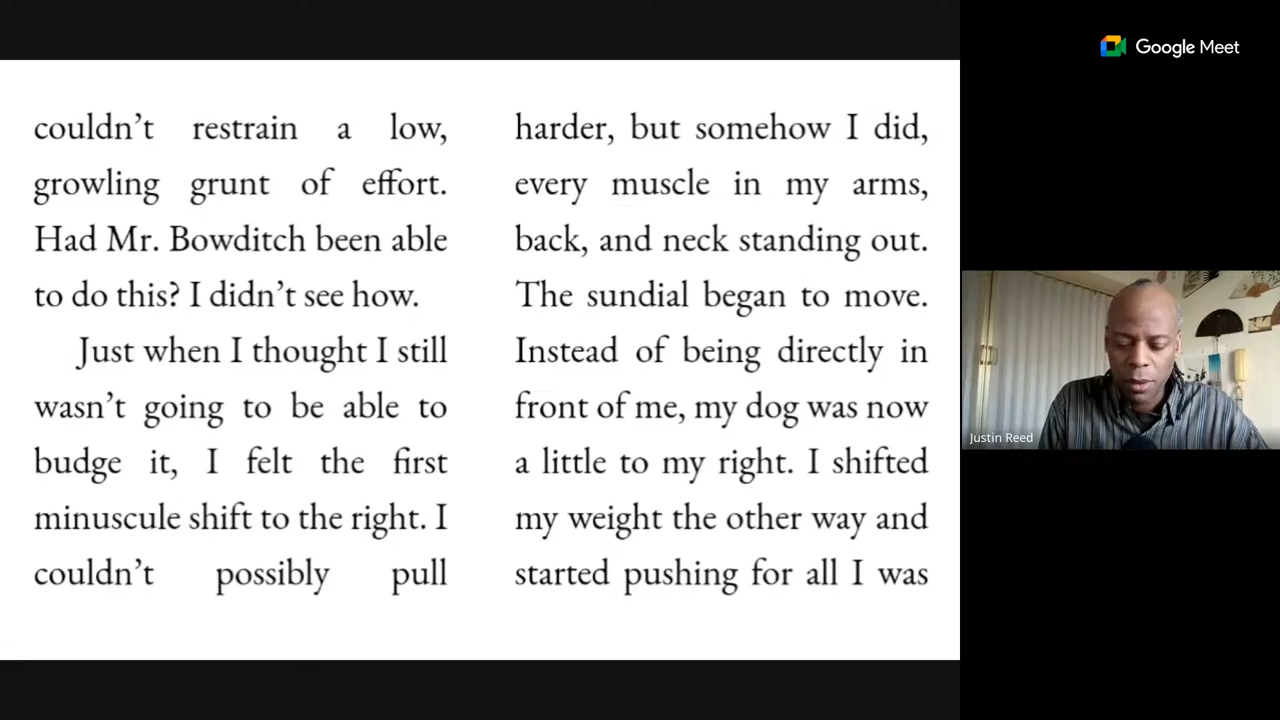 couldn’t restrain a low,
growling grunt of effort.
Had Mr. Bowditch been able
to do this? I didn’t see how.
Just when I thought I still
wasn’t going to be able to
budge it, I felt the first
minuscule shift to the right. I
couldn’t possibly pull
harder, but somehow I did,
every muscle in my arms,
back, and neck standing out.
The sundial began to move.
Instead of being directly in
front of me, my dog was now
a little to my right. I shifted
my weight the other way and
started pushing for all I was
Google Meet
Justin Reed